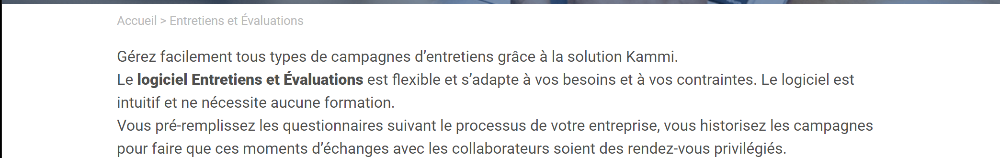 Accueil > Entretiens et Évaluations
Gérez facilement tous types de campagnes d’entretiens grâce à la solution Kammi.
Le logiciel Entretiens et Évaluations est flexible et s’adapte à vos besoins et à vos contraintes. Le logiciel est
intuitif et ne nécessite aucune formation.
Vous pré-remplissez les questionnaires suivant le processus de votre entreprise, vous historisez les campagnes
pour faire que ces moments d’échanges avec les collaborateurs soient des rendez-vous privilégiés.